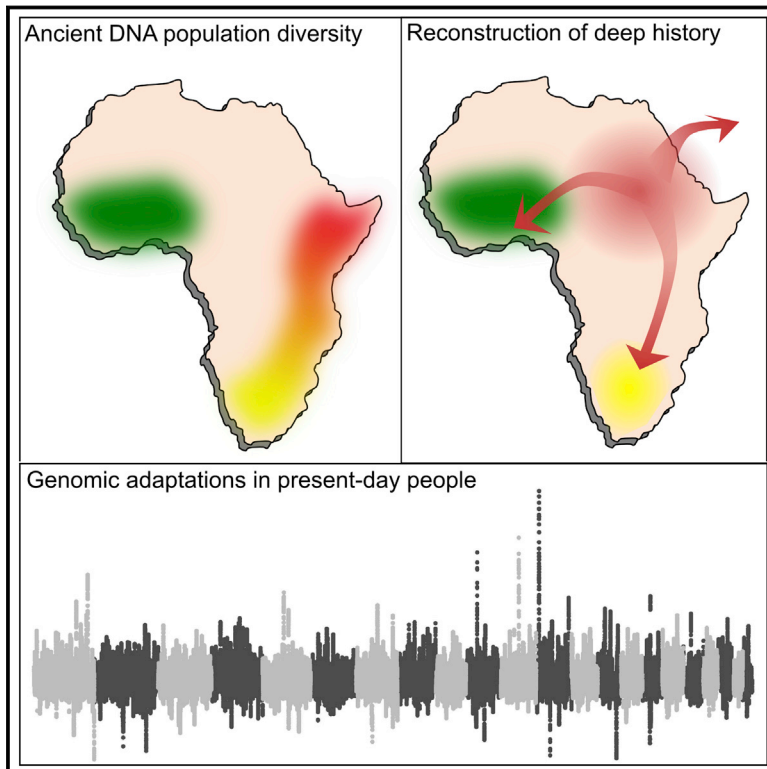 Ancient DNA population diversity
Reconstruction of deep history
Genomic adaptations in present-day people